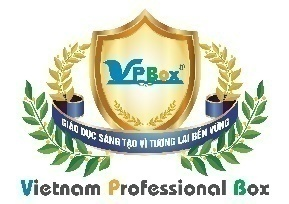 VPBox®
GIÁO DỤC SÁNG TẠO VÌ TƯƠNG LAI BỀN VỮNG
Vietnam Professional Box